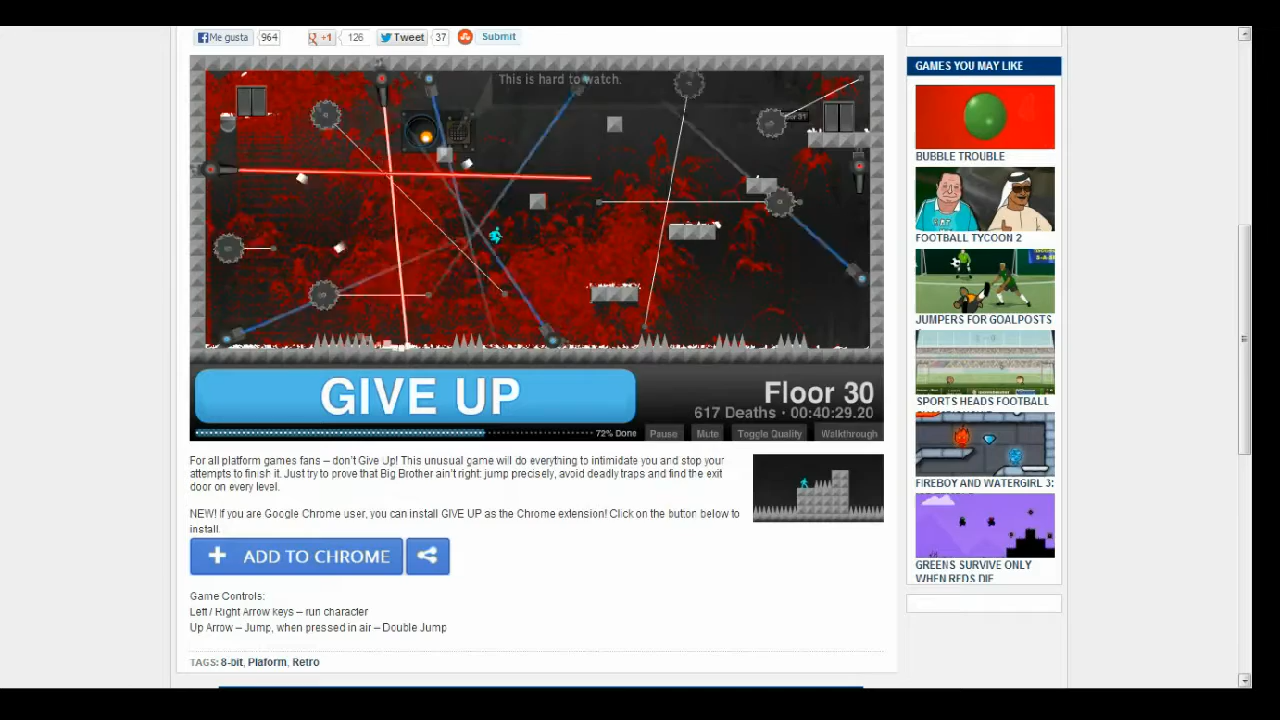 Me gusta 964 +1 126 Tweet 37 Submit
This is hard to watch.
GIVE UP
Floor 30
617 Deaths · 00:40:29.20
72% Done Pause Mute Toggle Quality Walkthrough
For all platform games fans – don't Give Up! This unusual game will do everything to intimidate you and stop your
attempts to finish it. Just try to prove that Big Brother ain't right: jump precisely, avoid deadly traps and find the exit
door on every level.
NEW! If you are Google Chrome user, you can install GIVE UP as the Chrome extension! Click on the button below to
install.
+ ADD TO CHROME
Game Controls:
Left / Right Arrow keys – run character
Up Arrow – Jump, when pressed in air – Double Jump
TAGS: 8-bit, Plaform, Retro
GAMES YOU MAY LIKE
BUBBLE TROUBLE
FOOTBALL TYCOON 2
JUMPERS FOR GOALPOSTS
SPORTS HEADS FOOTBALL
FIREBOY AND WATERGIRL 3:
GREENS SURVIVE ONLY
WHEN REDS DIE